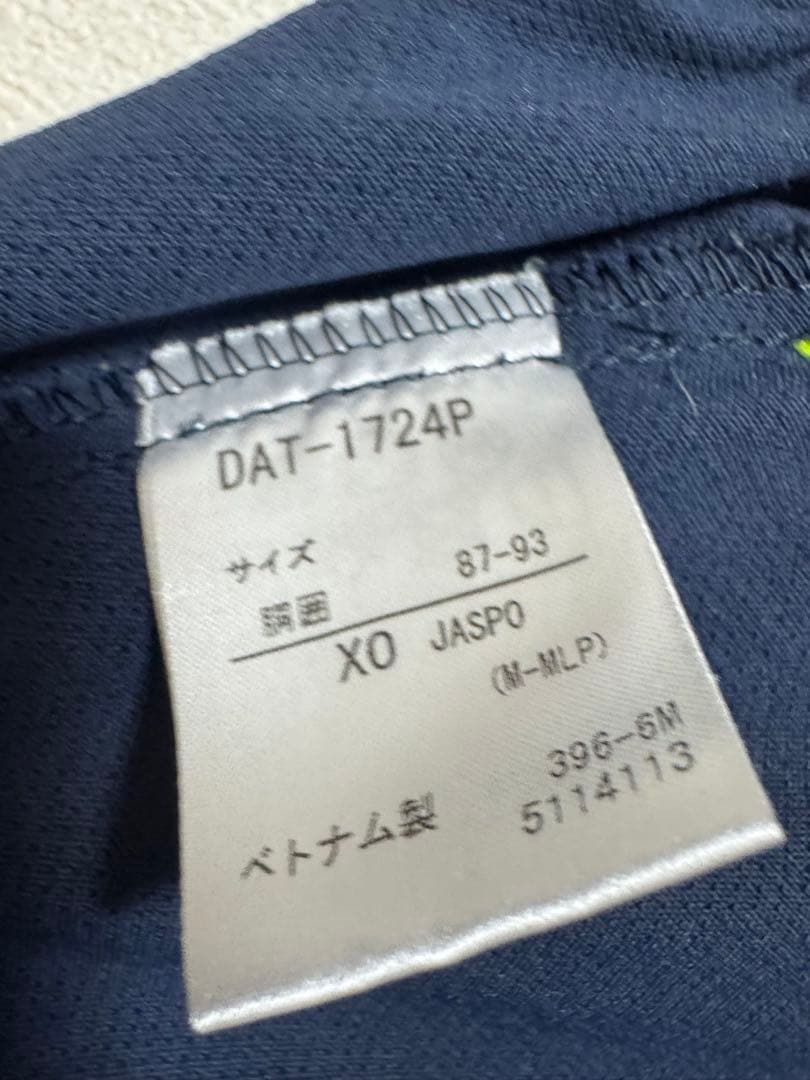 DAT-1724P
サイズ
胴囲 87-93
XO JASPO
(M-MLP)
396-6M
ベトナム製 5114113